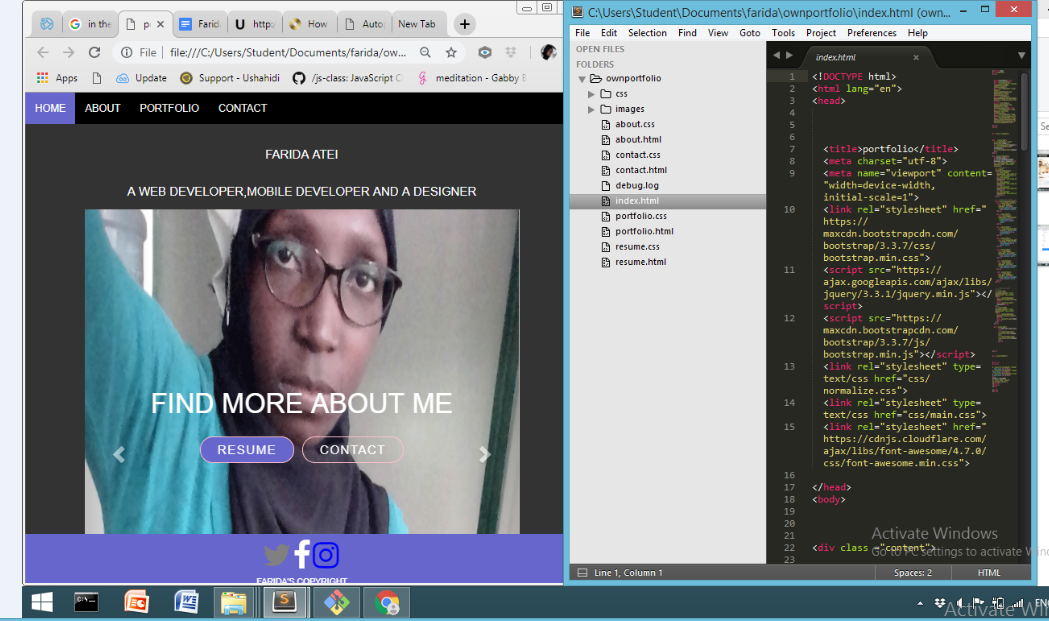 in the
p
Farid
http:
How
Auto
New Tab
File
file:///C:/Users/Student/Documents/farida/ow...
Apps
Update
Support - Ushahidi
/js-class: JavaScript C
meditation - Gabby B
HOME
ABOUT
PORTFOLIO
CONTACT
FARIDA ATEI
A WEB DEVELOPER,MOBILE DEVELOPER AND A DESIGNER
FIND MORE ABOUT ME
RESUME
CONTACT
FARIDA'S COPYRIGHT
C:\Users\Student\Documents\farida\ownportfolio\index.html (own...
File Edit Selection Find View Goto Tools Project Preferences Help
OPEN FILES
FOLDERS
ownportfolio
css
images
about.css
about.html
contact.css
contact.html
debug.log
index.html
portfolio.css
portfolio.html
resume.css
resume.html
index.html
1 <!DOCTYPE html>
2 <html lang="en">
3 <head>
4
5
6
7 <title>portfolio</title>
8 <meta charset="utf-8">
9 <meta name="viewport" content=
"width=device-width,
initial-scale=1">
10 <link rel="stylesheet" href="
https://
maxcdn.bootstrapcdn.com/
bootstrap/3.3.7/css/
bootstrap.min.css">
11 <script src="https://
ajax.googleapis.com/ajax/libs/
jquery/3.3.1/jquery.min.js"></
script>
12 <script src="https://
maxcdn.bootstrapcdn.com/
bootstrap/3.3.7/js/
bootstrap.min.js"></script>
13 <link rel="stylesheet" type=
text/css href="css/
normalize.css">
14 <link rel="stylesheet" type=
text/css href="css/main.css">
15 <link rel="stylesheet" href="
https://cdnjs.cloudflare.com/
ajax/libs/font-awesome/4.7.0/
css/font-awesome.min.css">
16
17 </head>
18 <body>
19
20
21
22 <div class ="content">
23
Activate Windows
Go to PC settings to activate Win
Line 1, Column 1
Spaces: 2
HTML
Se
Activate Wi
EN